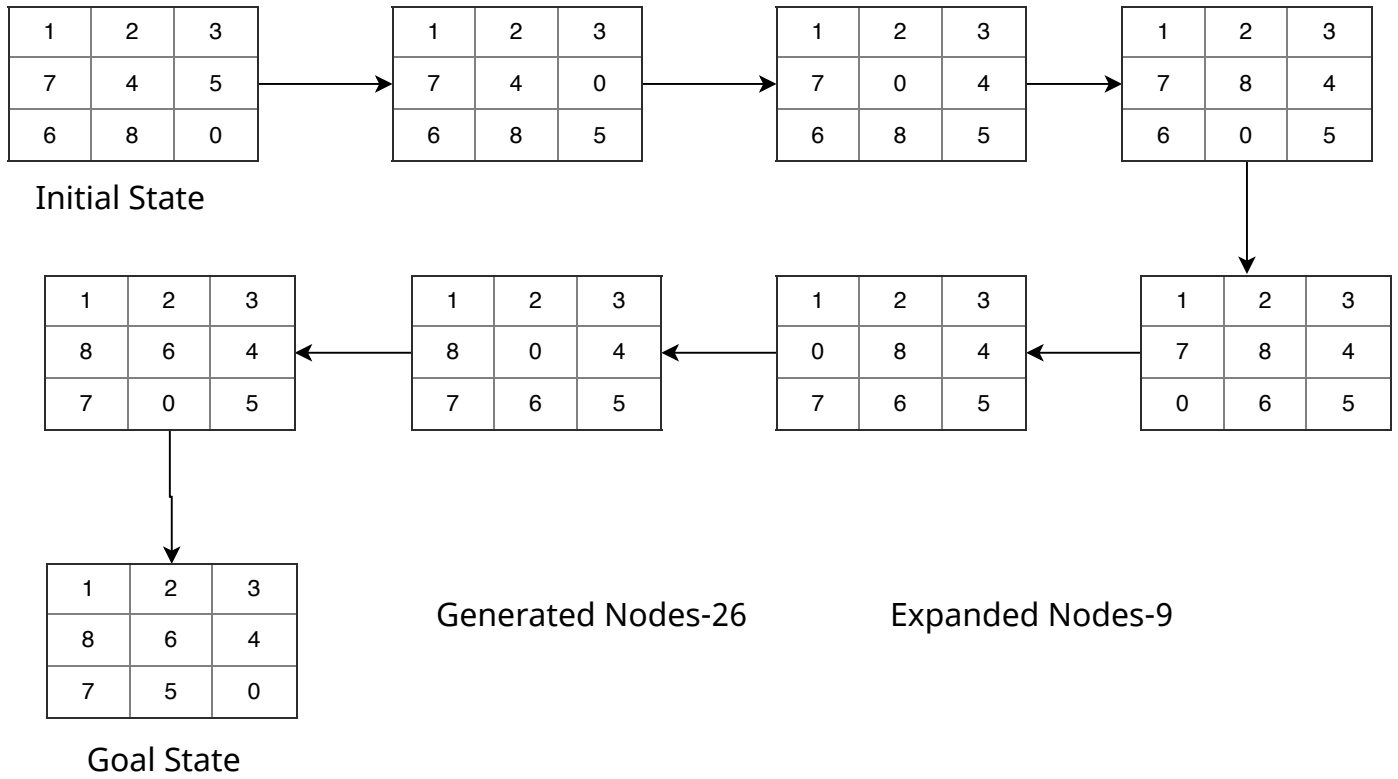 1 2 3
7 4 5
6 8 0
1 2 3
7 4 0
6 8 5
1 2 3
7 0 4
6 8 5
1 2 3
7 8 4
6 0 5
Initial State
1 2 3
8 6 4
7 0 5
1 2 3
8 0 4
7 6 5
1 2 3
0 8 4
7 6 5
1 2 3
7 8 4
0 6 5
1 2 3
8 6 4
7 5 0
Generated Nodes-26
Expanded Nodes-9
Goal State